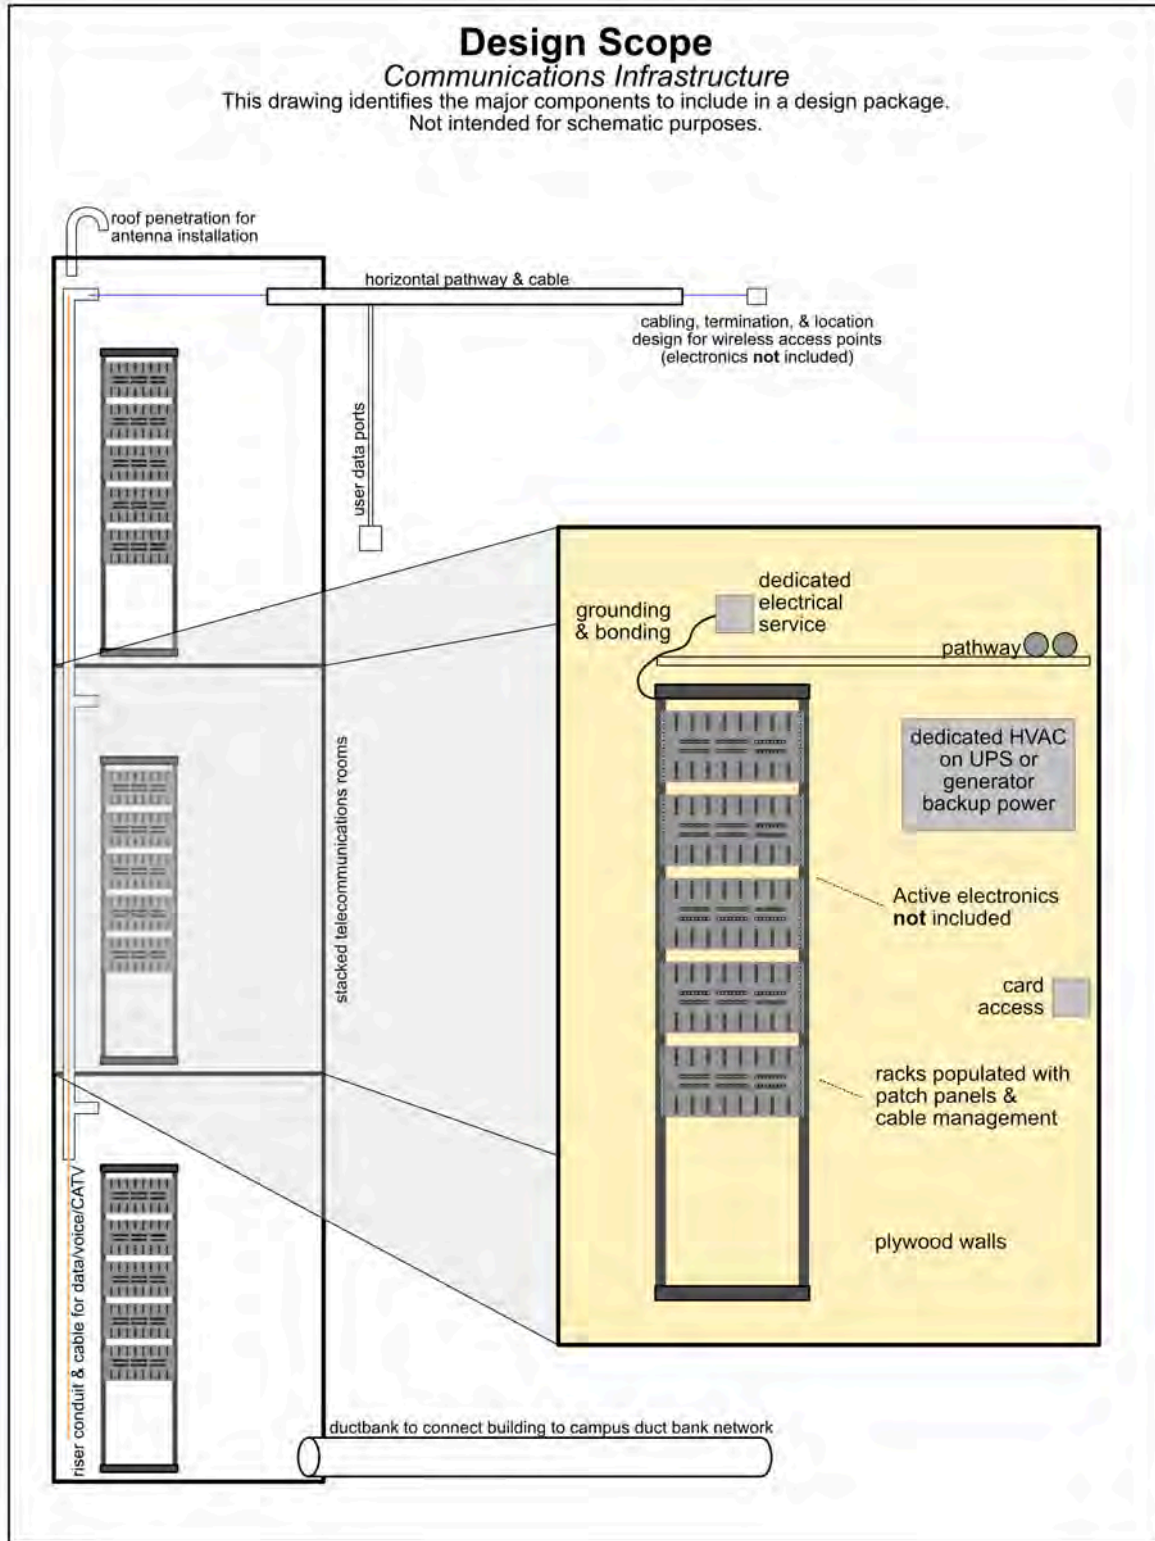 Design Scope
Communications Infrastructure
This drawing identifies the major components to include in a design package.
Not intended for schematic purposes.
roof penetration for
antenna installation
horizontal pathway & cable
cabling, termination, & location
design for wireless access points
(electronics not included)
user data ports
dedicated
electrical
service
grounding
& bonding
pathway
dedicated HVAC
on UPS or
generator
backup power
stacked telecommunications rooms
Active electronics
not included
card
access
racks populated with
patch panels &
cable management
plywood walls
riser conduit & cable for data/voice/CATV
ductbank to connect building to campus duct bank network